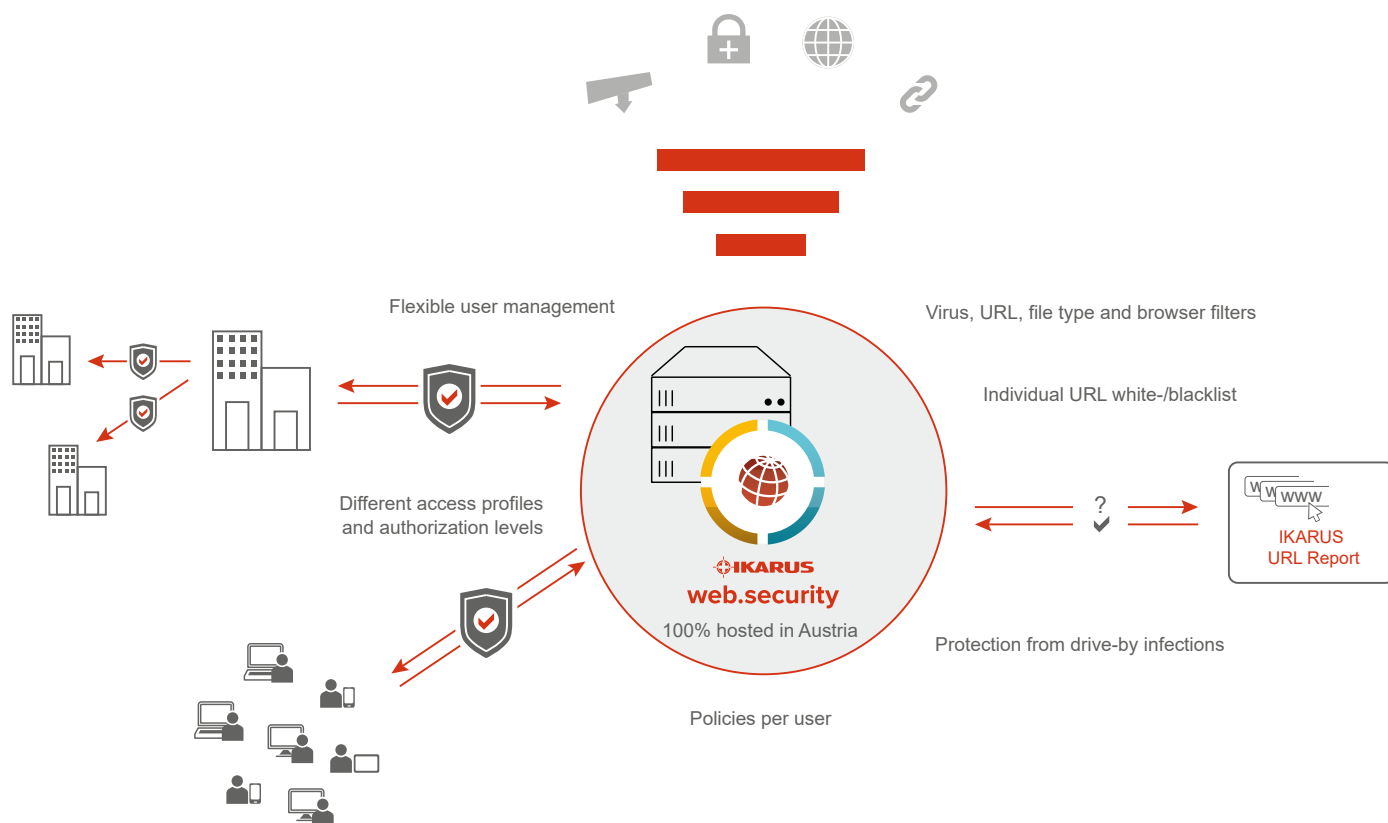 Flexible user management
Virus, URL, file type and browser filters
Individual URL white-/blacklist
Different access profiles
and authorization levels
?
W
W
WWW
IKARUS
URL Report
IKARUS
web.security
100% hosted in Austria
Protection from drive-by infections
Policies per user